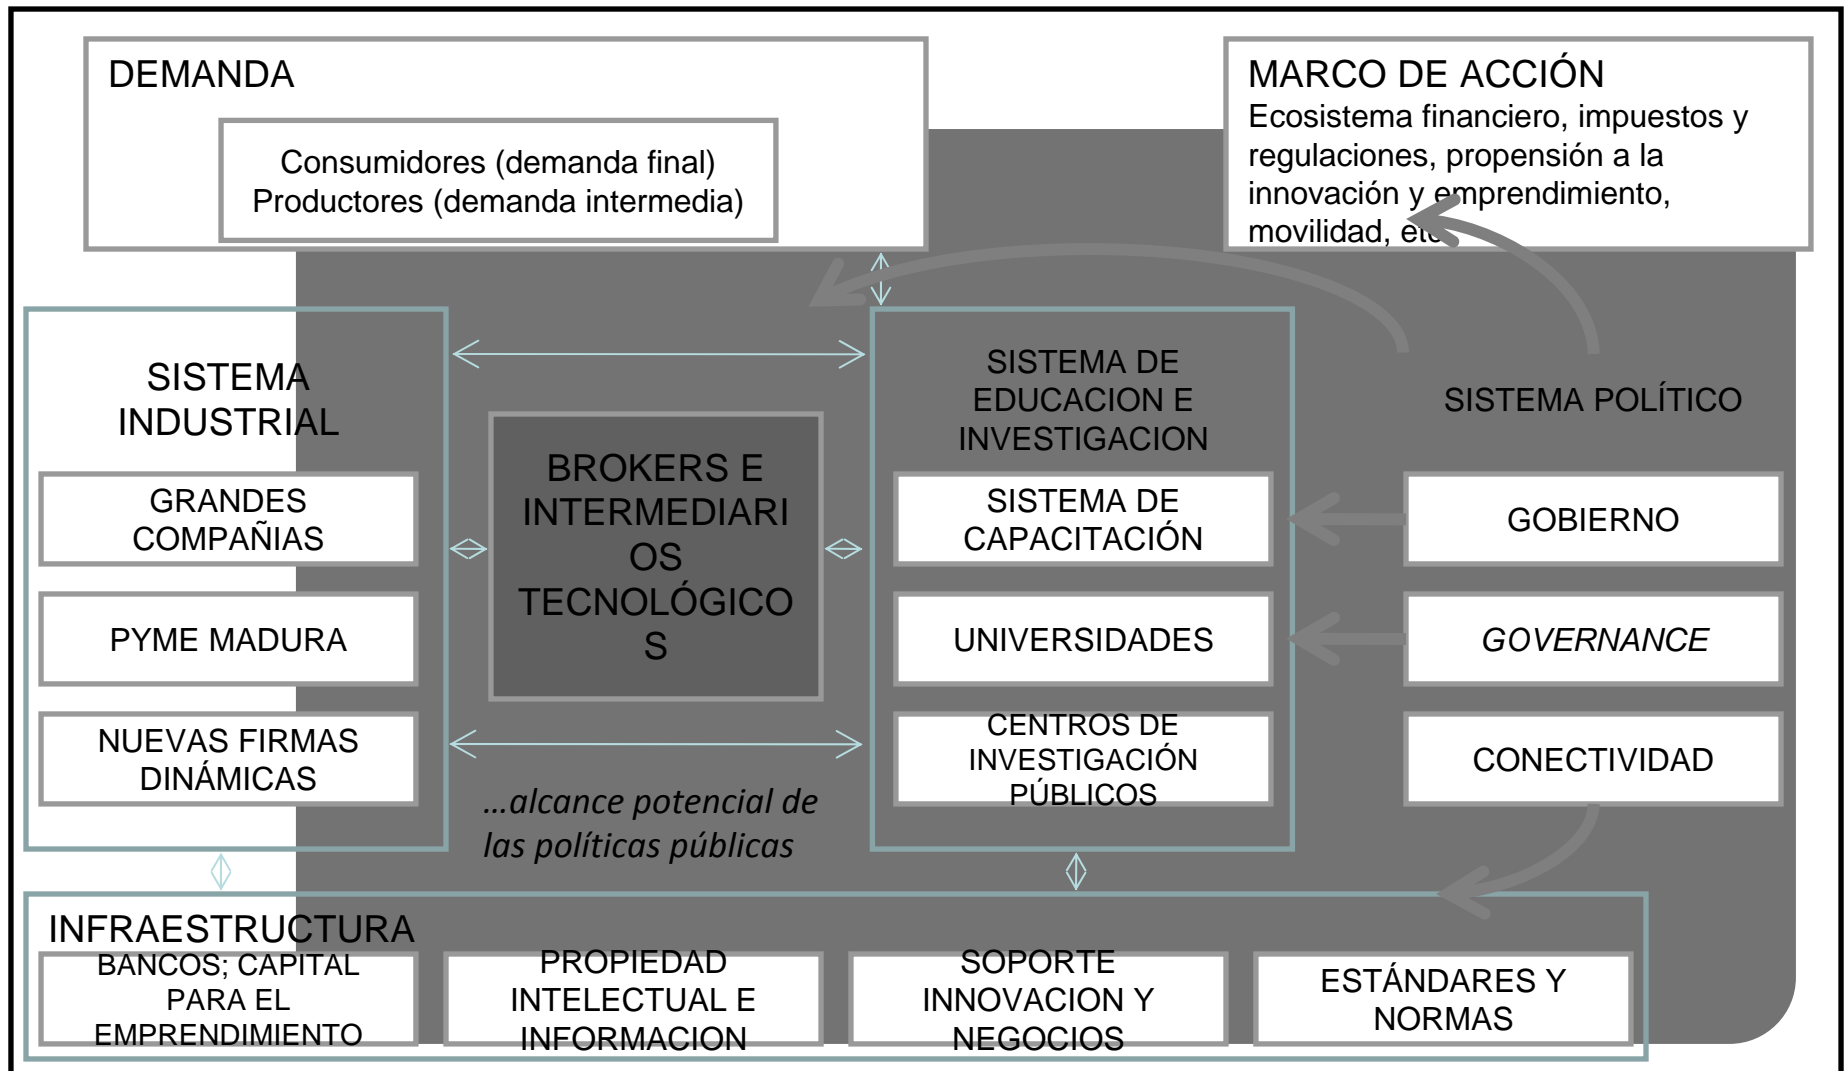 DEMANDA
Consumidores (demanda final)
Productores (demanda intermedia)
MARCO DE ACCIÓN
Ecosistema financiero, impuestos y
regulaciones, propensión a la
innovación y emprendimiento,
movilidad, etc
SISTEMA
INDUSTRIAL
GRANDES
COMPAÑIAS
PYME MADURA
NUEVAS FIRMAS
DINÁMICAS
BROKERS E
INTERMEDIARI
OS
TECNOLÓGICO
S
...alcance potencial de
las políticas públicas
SISTEMA DE
EDUCACION E
INVESTIGACION
SISTEMA DE
CAPACITACIÓN
UNIVERSIDADES
CENTROS DE
INVESTIGACIÓN
PÚBLICOS
SISTEMA POLÍTICO
GOBIERNO
GOVERNANCE
CONECTIVIDAD
INFRAESTRUCTURA
BANCOS; CAPITAL
PARA EL
EMPRENDIMIENTO
PROPIEDAD
INTELECTUAL E
INFORMACION
SOPORTE
INNOVACION Y
NEGOCIOS
ESTÁNDARES Y
NORMAS